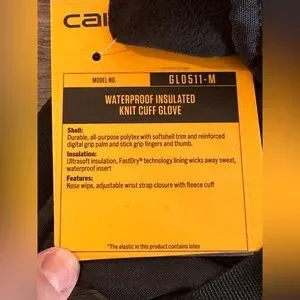 MODEL NO. GL0511-M
WATERPROOF INSULATED
KNIT CUFF GLOVE
Shell:
Durable, all-purpose polytex with softshell trim and reinforced
digital grip palm and stick grip fingers and thumb.
Insulation:
Ultrasoft insulation, FastDry® technology lining wicks away sweat,
waterproof insert
Features:
Nose wipe, adjustable wrist strap closure with fleece cuff
*The elastic in this product contains latex